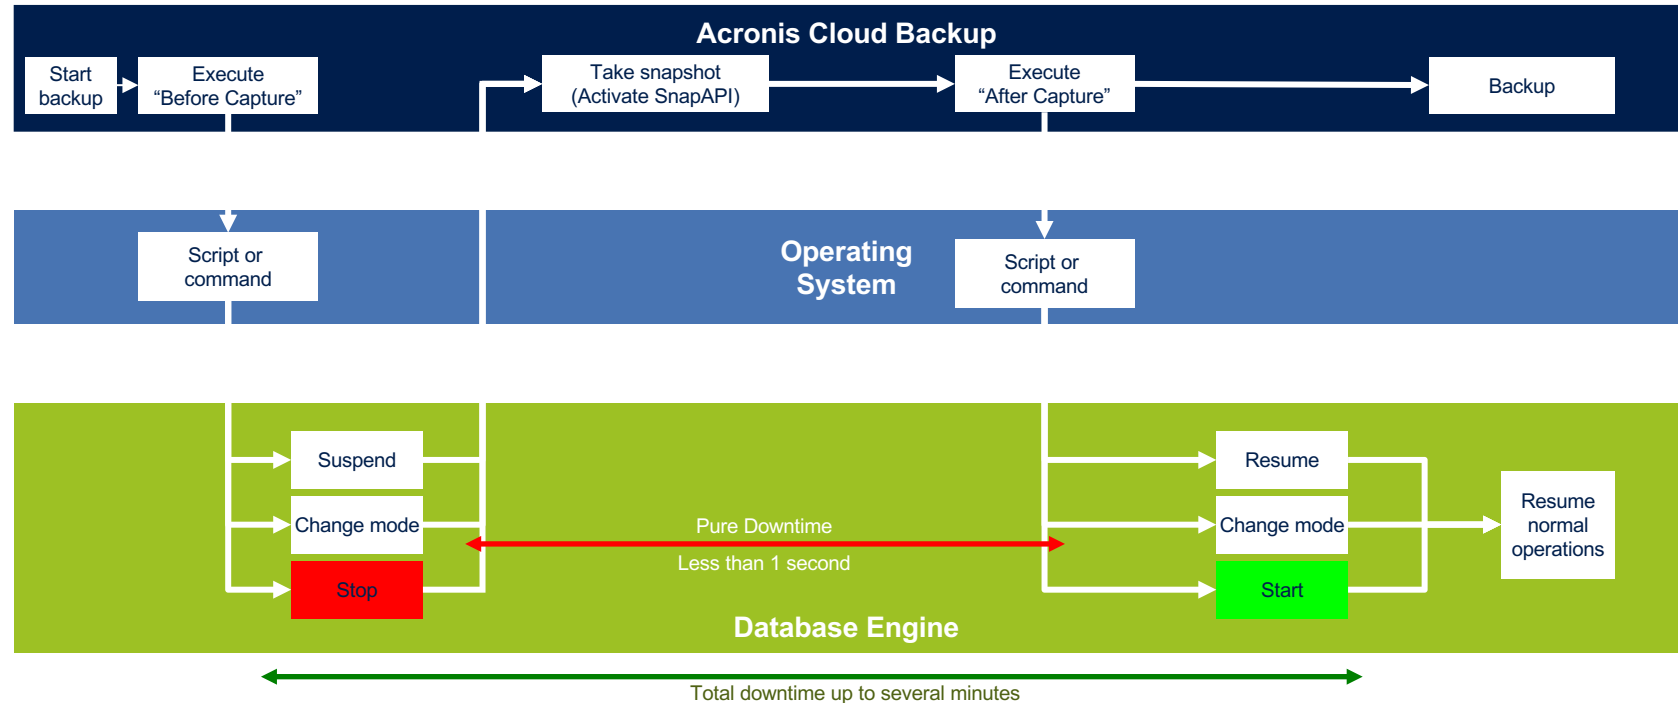 Acronis Cloud Backup
Start
backup
Execute
“Before Capture”
Take snapshot
(Activate SnapAPI)
Execute
“After Capture”
Backup
Script or
command
Operating
System
Script or
command
Suspend
Change mode
Stop
Pure Downtime
Less than 1 second
Resume
Change mode
Start
Resume
normal
operations
Database Engine
Total downtime up to several minutes